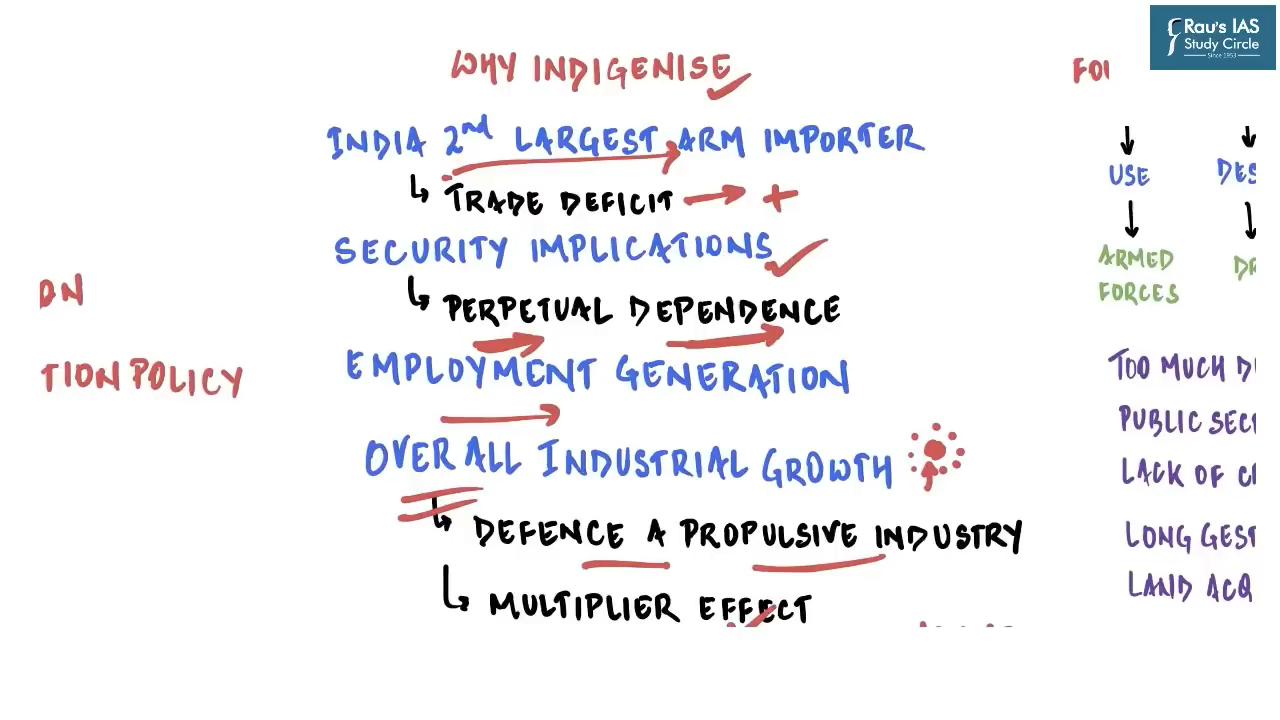 Rau's IAS
Study Circle
Since 1953
WHY INDIGENISE
INDIA 2nd LARGEST ARM IMPORTER
TRADE DEFICIT +
SECURITY IMPLICATIONS
PERPETUAL DEPENDENCE
EMPLOYMENT GENERATION
OVERALL INDUSTRIAL GROWTH
DEFENCE A PROPULSIVE INDUSTRY
MULTIPLIER EFFECT
TION POLICY
USE
ARMED
FORCES
TOO MUCH
PUBLIC
LACK OF
LONG
LAND